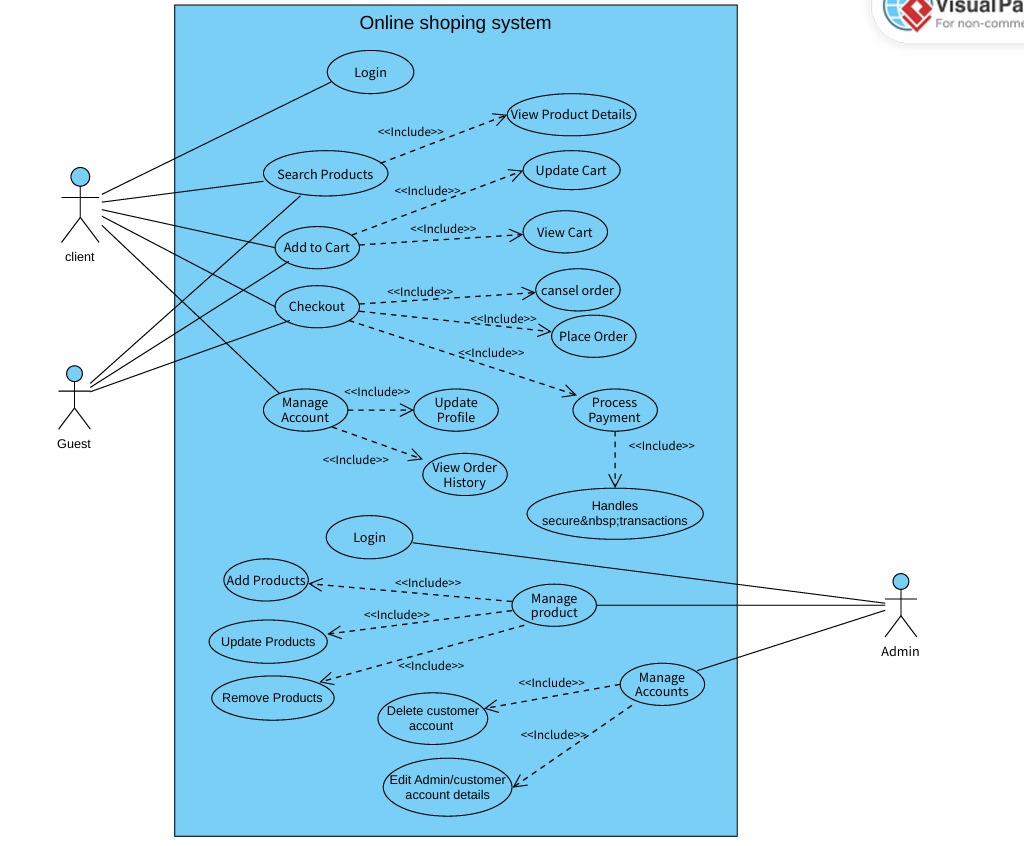 VisualPa
For non-comme
Online shoping system
Login
View Product Details
<<Include>>
Search Products
Update Cart
<<Include>>
Add to Cart
<<Include>>
View Cart
client
<<Include>>
cansel order
Checkout
<<Include>>
Place Order
<<Include>>
Guest
Manage
Account
<<Include>>
Update
Profile
Process
Payment
<<Include>>
<<Include>>
View Order
History
Handles
secure&nbsp;transactions
Login
Add Products
<<Include>>
Manage
product
<<Include>>
Update Products
<<Include>>
Remove Products
Admin
Manage
Accounts
<<Include>>
Delete customer
account
<<Include>>
Edit Admin/customer
account details